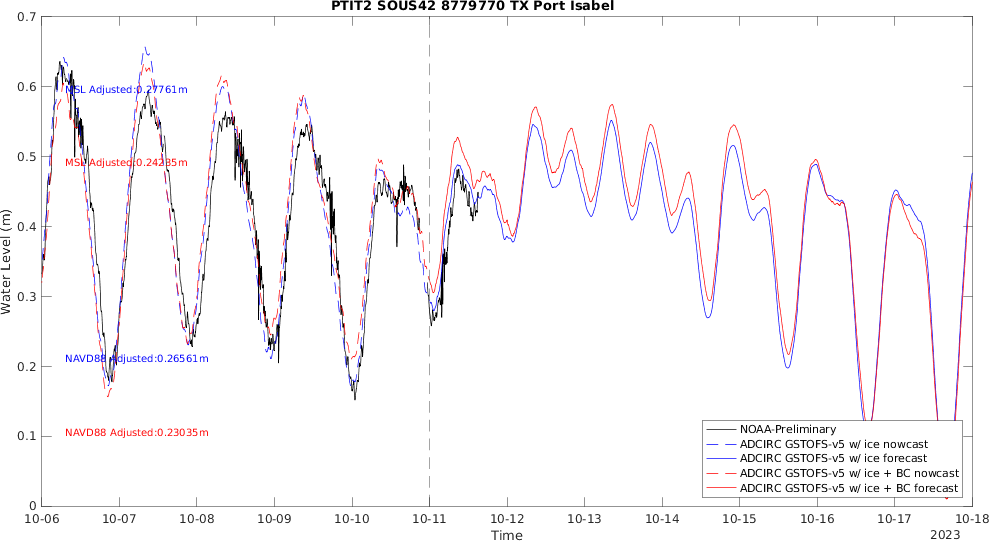 PTIT2 SOUS42 8779770 TX Port Isabel
0.7
0.6
0.5
0.4
0.3
0.2
0.1
0
Water Level (m)
MSL Adjusted:0.27761m
MSL Adjusted:0.24235m
NAVD88 Adjusted:0.26561m
NAVD88 Adjusted:0.23035m
NOAA-Preliminary
ADCIRC GSTOFS-v5 w/ ice nowcast
ADCIRC GSTOFS-v5 w/ ice forecast
ADCIRC GSTOFS-v5 w/ ice + BC nowcast
ADCIRC GSTOFS-v5 w/ ice + BC forecast
10-06 10-07 10-08 10-09 10-10 10-11 10-12 10-13 10-14 10-15 10-16 10-17 10-18
Time
2023